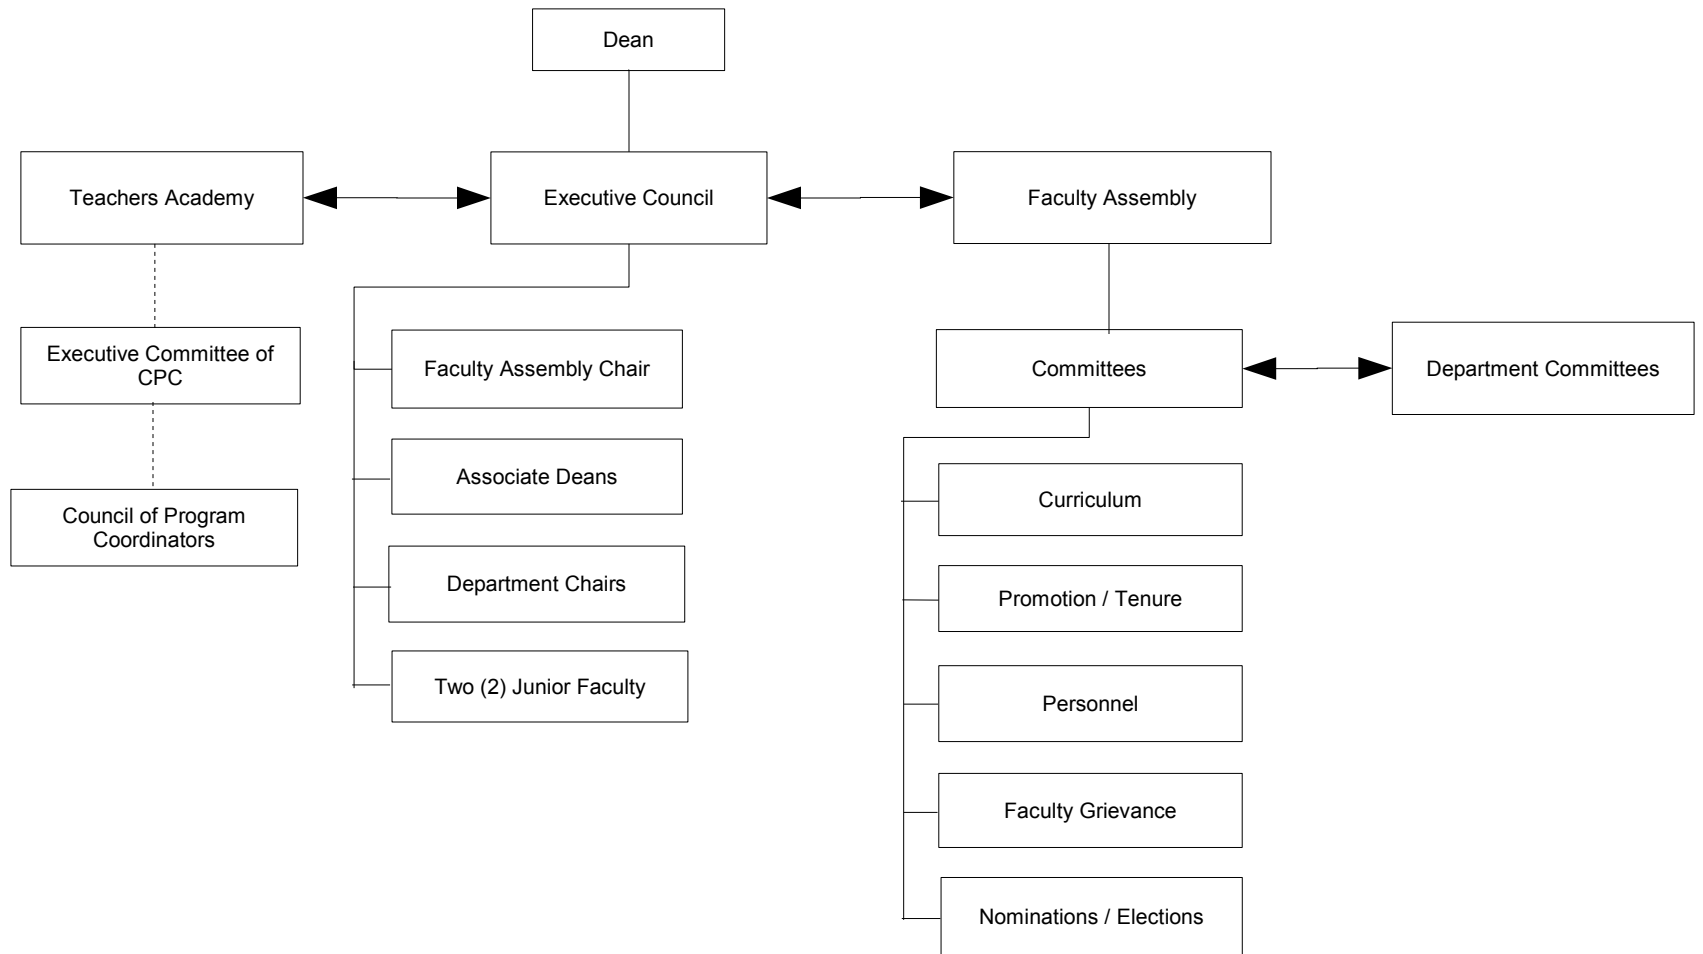 Dean
Teachers Academy
Executive Council
Faculty Assembly
Executive Committee of
CPC
Council of Program
Coordinators
Faculty Assembly Chair
Associate Deans
Department Chairs
Two (2) Junior Faculty
Committees
Department Committees
Curriculum
Promotion / Tenure
Personnel
Faculty Grievance
Nominations / Elections